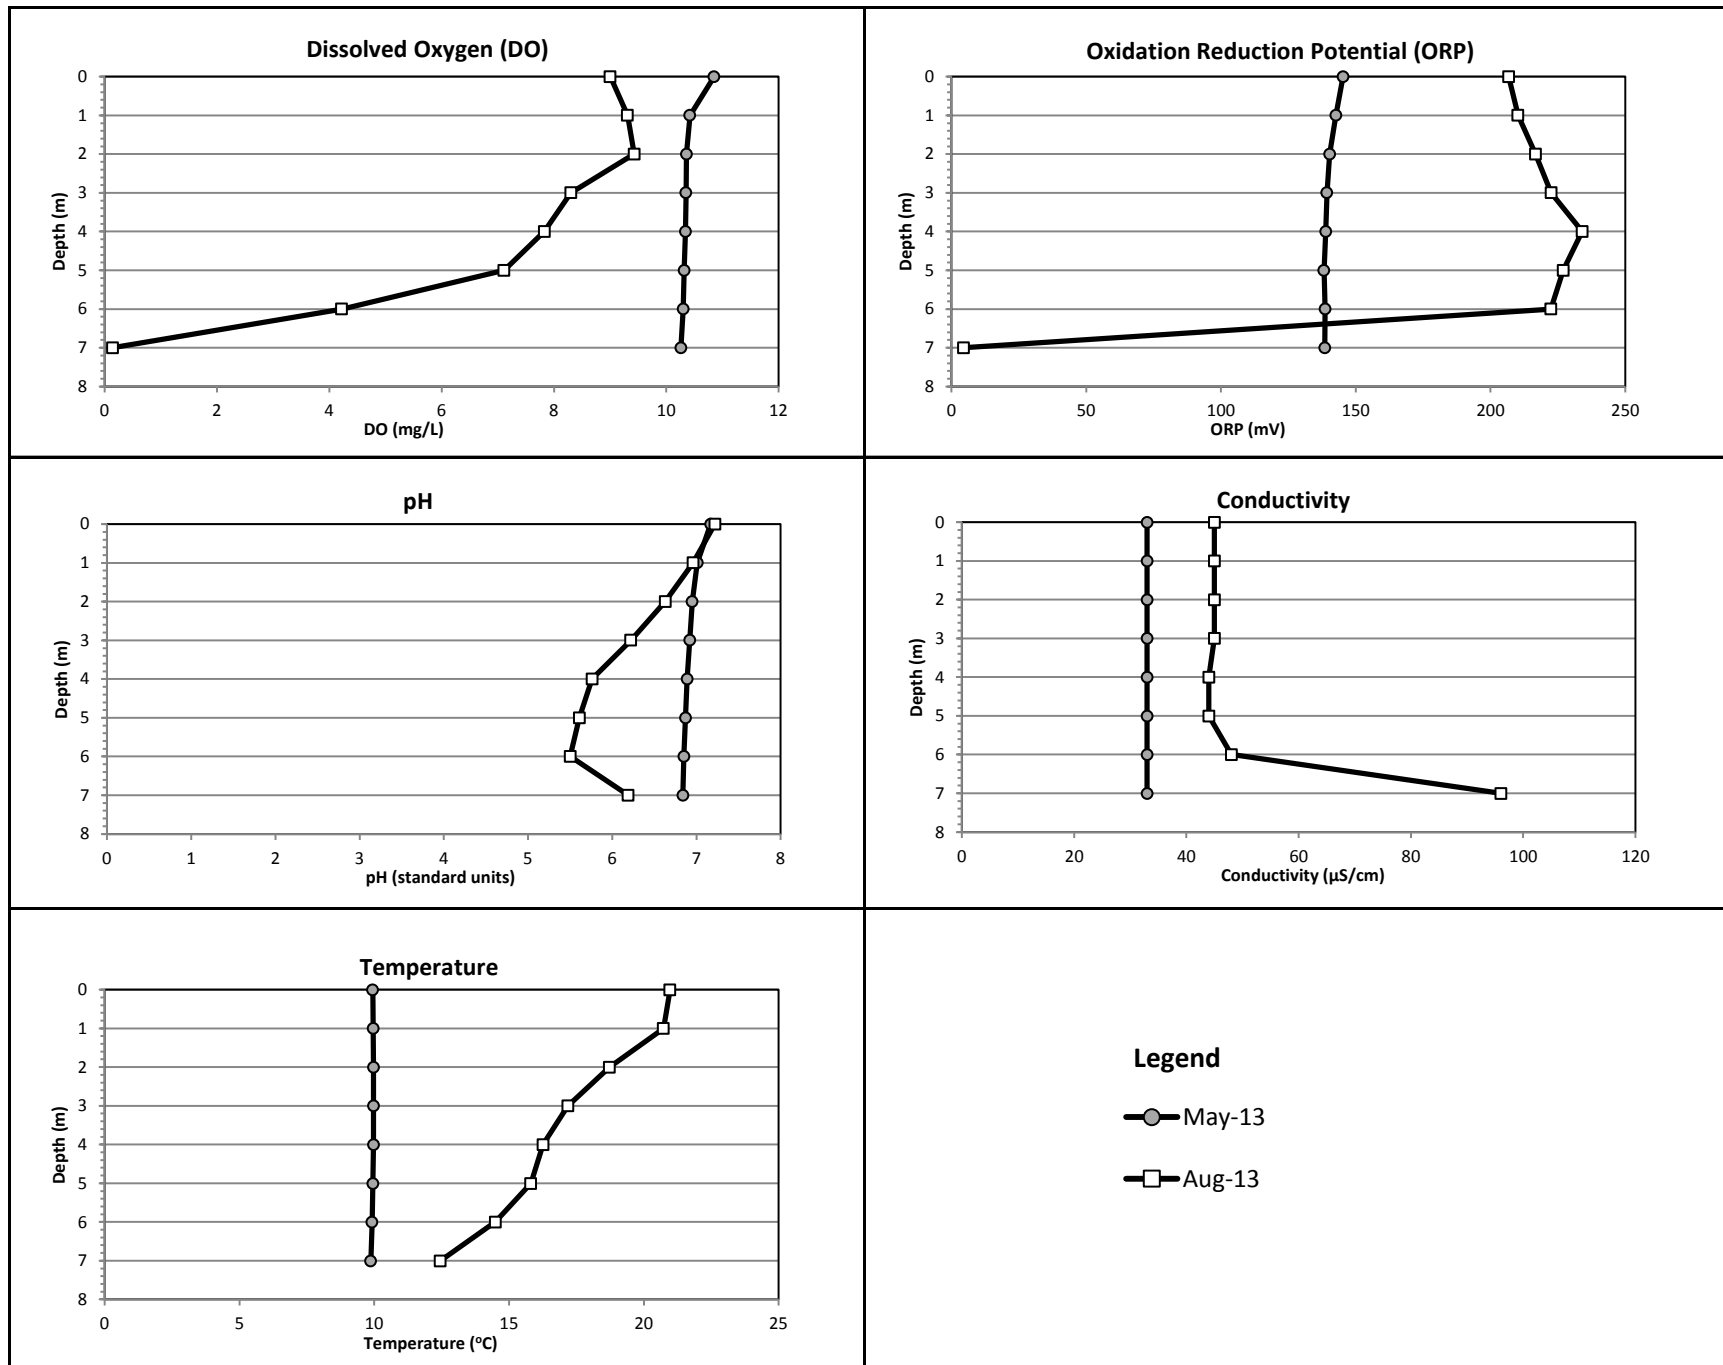 Dissolved Oxygen (DO)
0
1
2
3
4
5
6
7
8
Depth (m)
0 2 4 6 8 10 12
DO (mg/L)
Oxidation Reduction Potential (ORP)
0
1
2
3
4
5
6
7
8
Depth (m)
0 50 100 150 200 250
ORP (mV)
pH
0
1
2
3
4
5
6
7
8
Depth (m)
0 1 2 3 4 5 6 7 8
pH (standard units)
Conductivity
0
1
2
3
4
5
6
7
8
Depth (m)
0 20 40 60 80 100 120
Conductivity (µS/cm)
Temperature
0
1
2
3
4
5
6
7
8
Depth (m)
0 5 10 15 20 25
Temperature (°C)
Legend
May-13
Aug-13